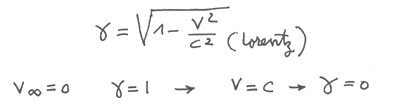 γ = √1 - v²/c² (Lorentz)
V∞ = 0 γ = 1 → V = C → γ = 0